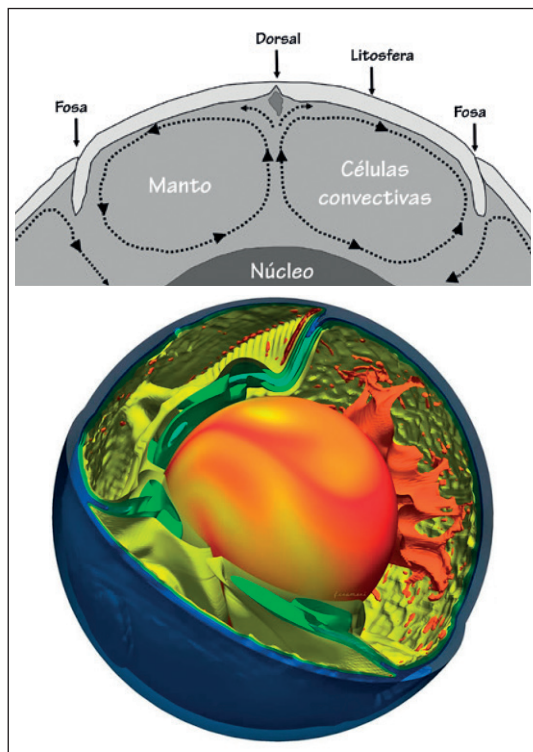 Dorsal
Litosfera
Fosa
Fosa
Manto
Células
convectivas
Núcleo